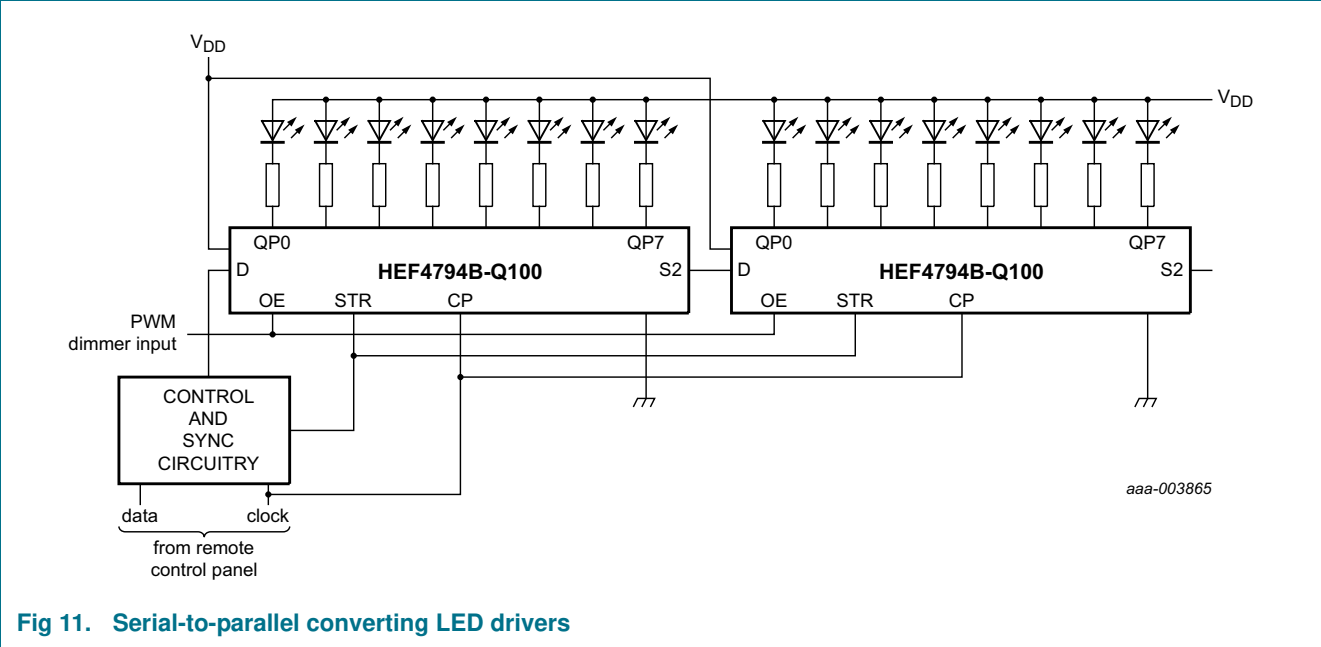 VDD
VDD
QP0
QP7
D
HEF4794B-Q100
S2
OE
STR
CP
QP0
QP7
D
HEF4794B-Q100
S2
OE
STR
CP
PWM
dimmer input
CONTROL
AND
SYNC
CIRCUITRY
data
clock
from remote
control panel
aaa-003865
Fig 11. Serial-to-parallel converting LED drivers